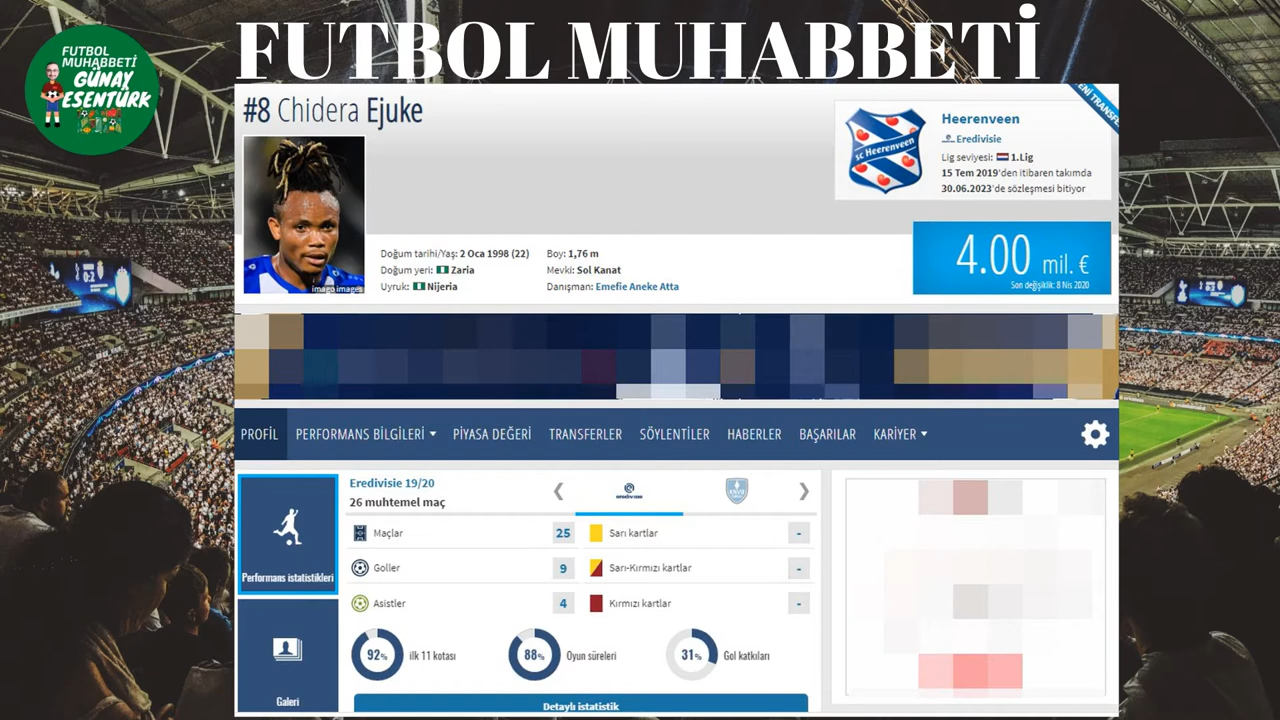 FUTBOL MUHABBETİ
FUTBOL
MUHABBETİ
GÜNAY
ESENTÜRK
#8 Chidera Ejuke
imago images
Doğum tarihi/Yaş: 2 Oca 1998 (22)
Doğum yeri: Zaria
Uyruk: Nijeria
Boy: 1,76 m
Mevki: Sol Kanat
Danışman: Emefie Aneke Atta
sc Heerenveen
Heerenveen
Eredivisie
Lig seviyesi: 1.Lig
15 Tem 2019'den itibaren takımda
30.06.2023'de sözleşmesi bitiyor
4.00 mil. €
Son değişiklik: 8 Nis 2020
PROFİL PERFORMANS BİLGİLERİ PİYASA DEĞERİ TRANSFERLER SÖYLENTİLER HABERLER BAŞARILAR KARİYER
Performans istatistikleri
Galeri
Eredivisie 19/20
26 muhtemel maç
Maçlar 25 Sarı kartlar -
Goller 9 Sarı-Kırmızı kartlar -
Asistler 4 Kırmızı kartlar -
92% ilk 11 kotası 88% Oyun süreleri 31% Gol katkıları
Detaylı istatistik